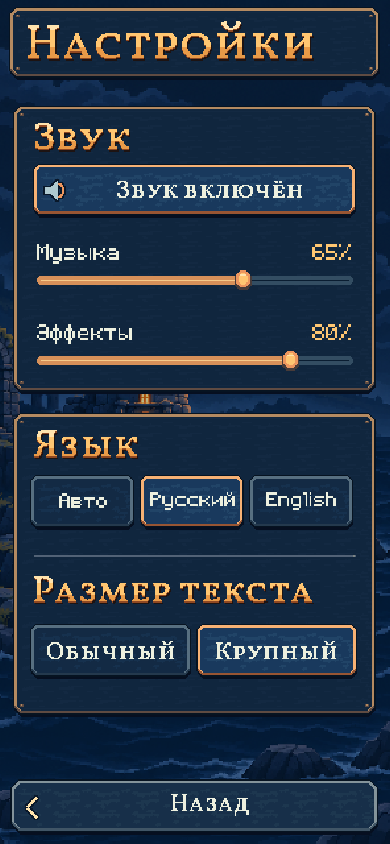 Настройки
Звук
Звук включён
Музыка 65%
Эффекты 80%
Язык
Авто Русский English
Размер текста
Обычный Крупный
Назад